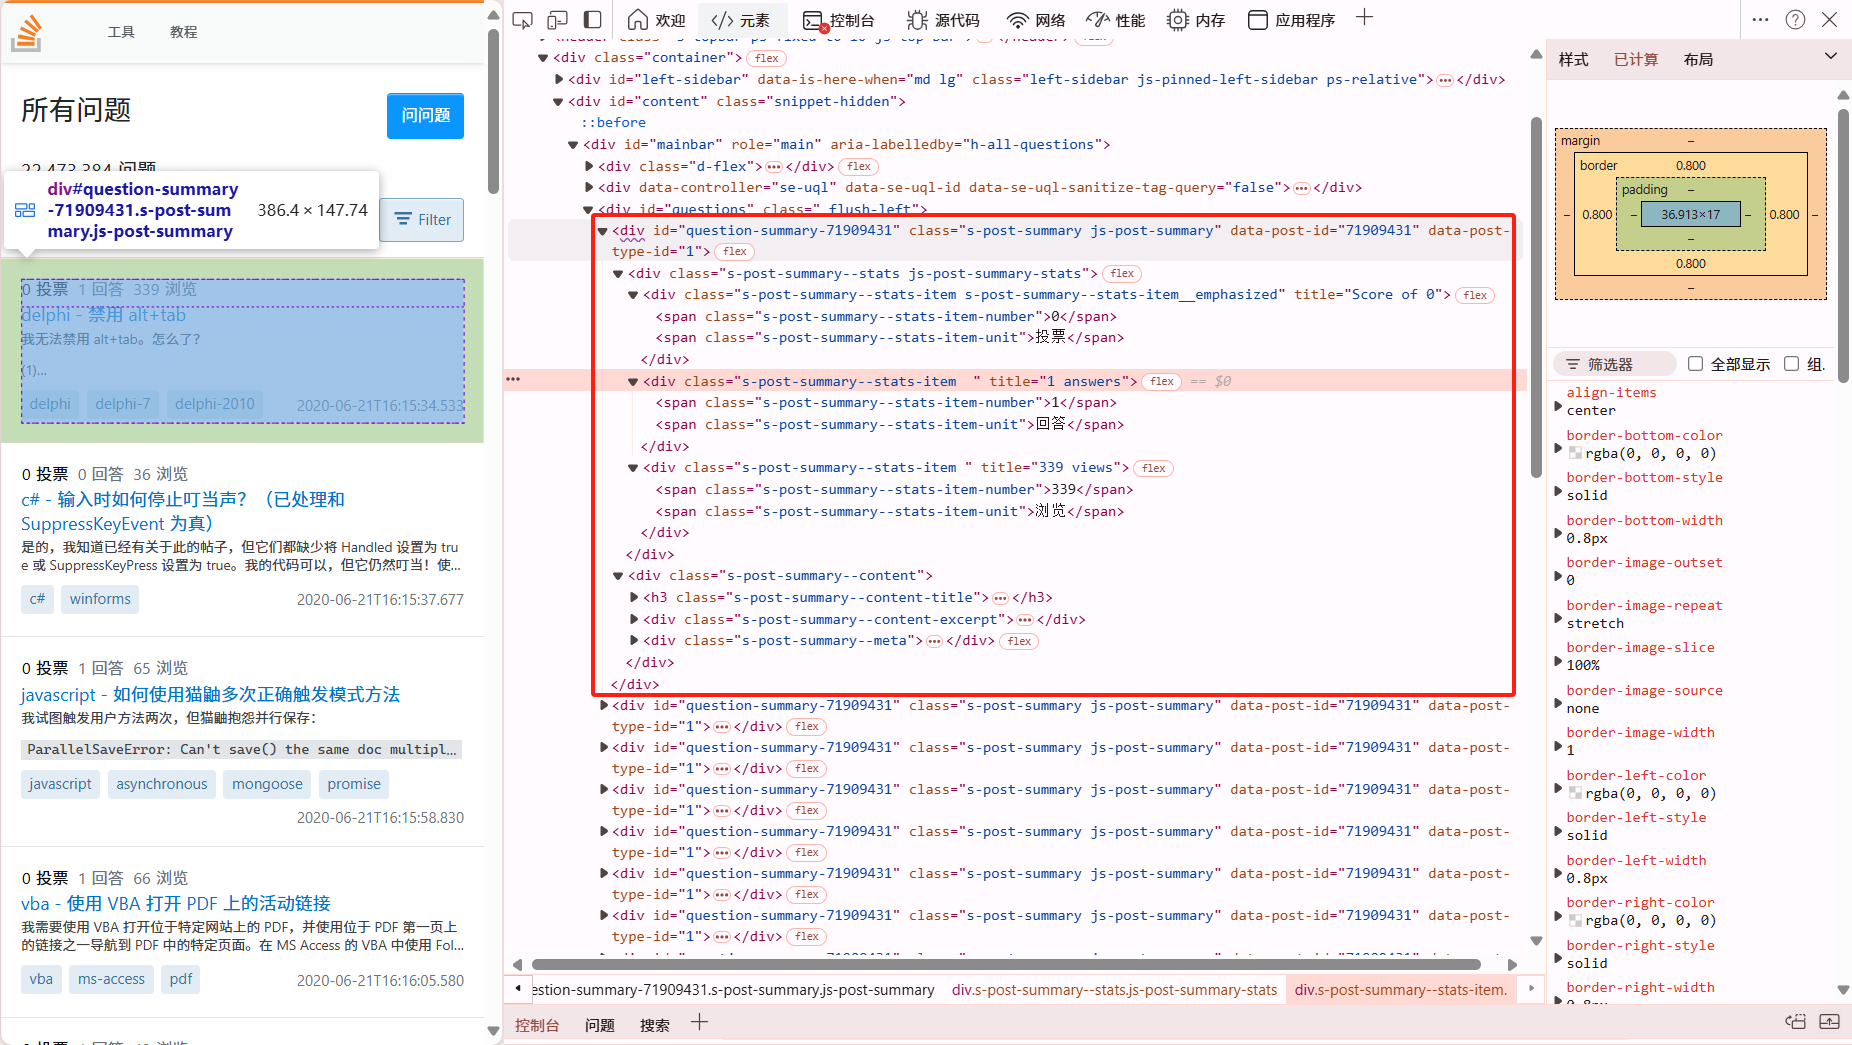 工具 教程
所有问题
问问题
22,473,384 问题
div#question-summary
-71909431.s-post-sum
mary.js-post-summary
386.4 × 147.74
Filter
0 投票 1 回答 339 浏览
delphi - 禁用 alt+tab
我无法禁用 alt+tab。怎么了？
(1)...
delphi delphi-7 delphi-2010 2020-06-21T16:15:34.533
0 投票 0 回答 36 浏览
c# - 输入时如何停止叮当声？（已处理和
SuppressKeyEvent 为真）
是的，我知道已经有关于此的帖子，但它们都缺少将 Handled 设置为 tru
e 或 SuppressKeyPress 设置为 true。我的代码可以，但它仍然叮当！使...
c# winforms 2020-06-21T16:15:37.677
0 投票 1 回答 65 浏览
javascript - 如何使用猫鼬多次正确触发模式方法
我试图触发用户方法两次，但猫鼬抱怨并行保存：
ParallelSaveError: Can't save() the same doc multipl...
javascript asynchronous mongoose promise
2020-06-21T16:15:58.830
0 投票 1 回答 66 浏览
vba - 使用 VBA 打开 PDF 上的活动链接
我需要使用 VBA 打开位于特定网站上的 PDF，并使用位于 PDF 第一页上
的链接之一导航到 PDF 中的特定页面。在 MS Access 的 VBA 中使用 Fol...
vba ms-access pdf 2020-06-21T16:16:05.580
欢迎 </> 元素 控制台 源代码 网络 性能 内存 应用程序
<div class="container"> flex
<div id="left-sidebar" data-is-here-when="md lg" class="left-sidebar js-pinned-left-sidebar ps-relative">…</div>
<div id="content" class="snippet-hidden">
::before
<div id="mainbar" role="main" aria-labelledby="h-all-questions">
<div class="d-flex">…</div> flex
<div data-controller="se-uql" data-se-uql-id data-se-uql-sanitize-tag-query="false">…</div>
<div id="questions" class=" flush-left">
<div id="question-summary-71909431" class="s-post-summary js-post-summary" data-post-id="71909431" data-post-
type-id="1"> flex
<div class="s-post-summary--stats js-post-summary-stats"> flex
<div class="s-post-summary--stats-item s-post-summary--stats-item__emphasized" title="Score of 0"> flex
<span class="s-post-summary--stats-item-number">0</span>
<span class="s-post-summary--stats-item-unit">投票</span>
</div>
<div class="s-post-summary--stats-item  " title="1 answers"> flex == $0
<span class="s-post-summary--stats-item-number">1</span>
<span class="s-post-summary--stats-item-unit">回答</span>
</div>
<div class="s-post-summary--stats-item " title="339 views"> flex
<span class="s-post-summary--stats-item-number">339</span>
<span class="s-post-summary--stats-item-unit">浏览</span>
</div>
</div>
<div class="s-post-summary--content">
<h3 class="s-post-summary--content-title">…</h3>
<div class="s-post-summary--content-excerpt">…</div>
<div class="s-post-summary--meta">…</div> flex
</div>
</div>
<div id="question-summary-71909431" class="s-post-summary js-post-summary" data-post-id="71909431" data-post-
type-id="1">…</div> flex
<div id="question-summary-71909431" class="s-post-summary js-post-summary" data-post-id="71909431" data-post-
type-id="1">…</div> flex
<div id="question-summary-71909431" class="s-post-summary js-post-summary" data-post-id="71909431" data-post-
type-id="1">…</div> flex
<div id="question-summary-71909431" class="s-post-summary js-post-summary" data-post-id="71909431" data-post-
type-id="1">…</div> flex
<div id="question-summary-71909431" class="s-post-summary js-post-summary" data-post-id="71909431" data-post-
type-id="1">…</div> flex
<div id="question-summary-71909431" class="s-post-summary js-post-summary" data-post-id="71909431" data-post-
type-id="1">…</div> flex
estion-summary-71909431.s-post-summary.js-post-summary div.s-post-summary--stats.js-post-summary-stats div.s-post-summary--stats-item.
控制台 问题 搜索
样式 已计算 布局
margin –
border 0.800
padding –
– 0.800 – 36.913×17 – 0.800 –
–
0.800
–
筛选器 全部显示 组.
align-items
center
border-bottom-color
rgba(0, 0, 0, 0)
border-bottom-style
solid
border-bottom-width
0.8px
border-image-outset
0
border-image-repeat
stretch
border-image-slice
100%
border-image-source
none
border-image-width
1
border-left-color
rgba(0, 0, 0, 0)
border-left-style
solid
border-left-width
0.8px
border-right-color
rgba(0, 0, 0, 0)
border-right-style
solid
border-right-width
0.8px